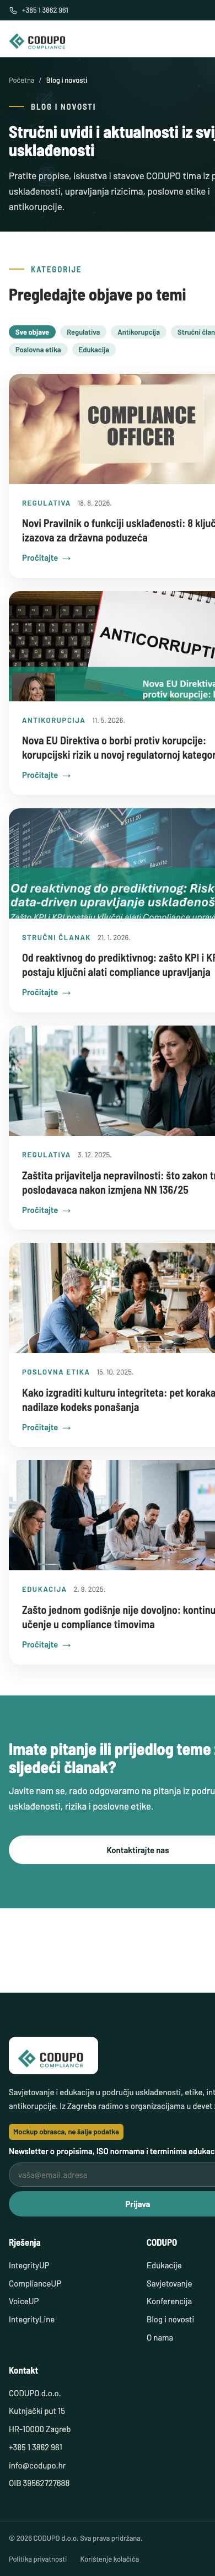 +385 1 3862 961
CODUPO
COMPLIANCE
Početna / Blog i novosti
BLOG I NOVOSTI
Stručni uvidi i aktualnosti iz
usklađenosti
Pratite propise, iskustva i stavove CODUPO tima iz
usklađenosti, upravljanja rizicima, poslovne etike i
antikorupcije.
KATEGORIJE
Pregledajte objave po temi
Sve objave Regulativa Antikorupcija Stručni
Poslovna etika Edukacija
COMPLIANCE
OFFICER
REGULATIVA 18. 8. 2026.
Novi Pravilnik o funkciji usklađenosti: 8
izazova za državna poduzeća
Pročitajte →
ANTICORRUPTI
Nova EU
protiv korupcije:
ANTIKORUPCIJA 11. 5. 2026.
Nova EU Direktiva o borbi protiv korupcije:
korupcijski rizik u novoj regulatornoj
Pročitajte →
Od reaktivnog do prediktivnog: Risk
data-driven upravljanje
Zašto KPI i KRI postaju ključni alati Compliance
STRUČNI ČLANAK 21. 1. 2026.
Od reaktivnog do prediktivnog: zašto KPI i
postaju ključni alati compliance upravljanja
Pročitajte →
REGULATIVA 3. 12. 2025.
Zaštita prijavitelja nepravilnosti: što zakon
poslodavaca nakon izmjena NN 136/25
Pročitajte →
POSLOVNA ETIKA 15. 10. 2025.
Kako izgraditi kulturu integriteta: pet koraka
nadilaze kodeks ponašanja
Pročitajte →
EDUKACIJA 2. 9. 2025.
Zašto jednom godišnje nije dovoljno:
učenje u compliance timovima
Pročitajte →
Imate pitanje ili prijedlog teme
sljedeći članak?
Javite nam se, rado odgovaramo na pitanja iz
usklađenosti, rizika i poslovne etike.
Kontaktirajte nas
CODUPO
COMPLIANCE
Savjetovanje i edukacije u području usklađenosti, etike,
antikorupcije. Iz Zagreba radimo s organizacijama u devet
Mockup obrasca, ne šalje podatke
Newsletter o propisima, ISO normama i terminima
vaša@email.adresa
Prijava
Rješenja
IntegrityUP
ComplianceUP
VoiceUP
IntegrityLine
CODUPO
Edukacije
Savjetovanje
Konferencija
Blog i novosti
O nama
Kontakt
CODUPO d.o.o.
Kutnjački put 15
HR-10000 Zagreb
+385 1 3862 961
info@codupo.hr
OIB 39562727688
© 2026 CODUPO d.o.o. Sva prava pridržana.
Politika privatnosti Korištenje kolačića